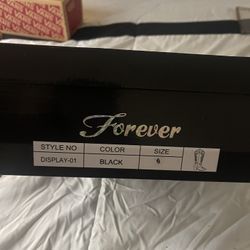 Forever
STYLE NO COLOR SIZE
DISPLAY-01 BLACK 6